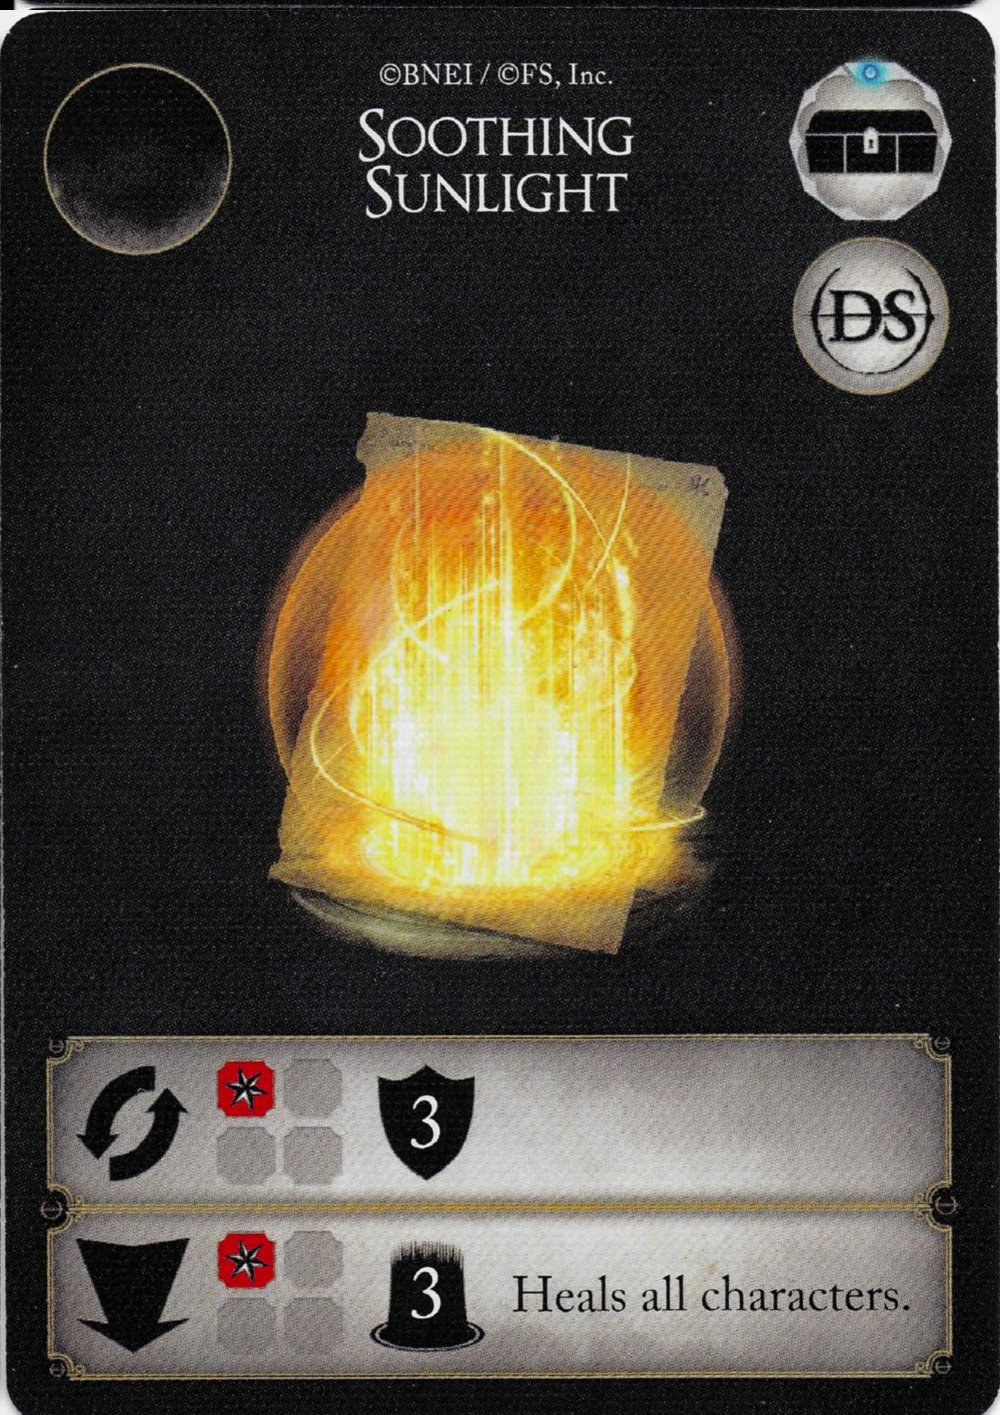 ©BNEI / ©FS, Inc.
SOOTHING
SUNLIGHT
DS
3
3 Heals all characters.